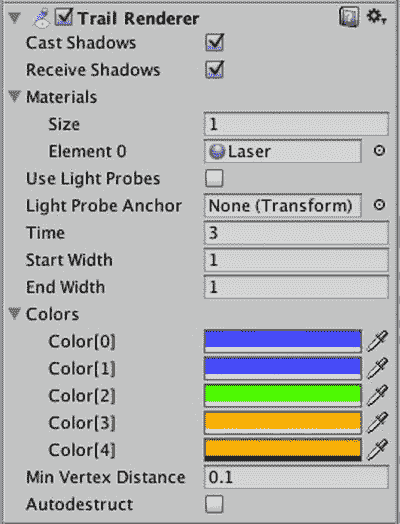 Trail Renderer
Cast Shadows
Receive Shadows
Materials
Size 1
Element 0 Laser
Use Light Probes
Light Probe Anchor None (Transform)
Time 3
Start Width 1
End Width 1
Colors
Color[0]
Color[1]
Color[2]
Color[3]
Color[4]
Min Vertex Distance 0.1
Autodestruct